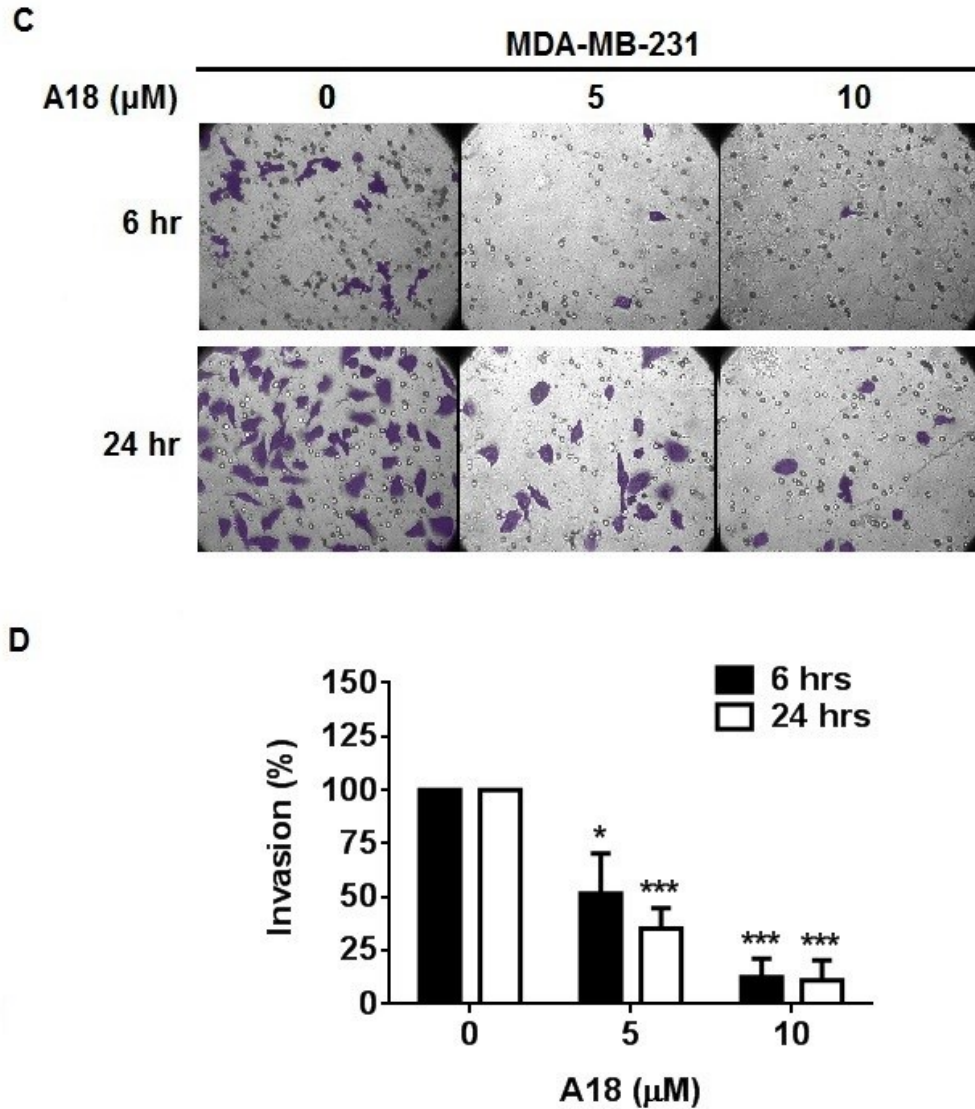 C
MDA-MB-231
A18 (µM) 0 5 10
6 hr
24 hr
D
150
125
100
75
50
25
0
Invasion (%)
6 hrs
24 hrs
*
***
***
***
0 5 10
A18 (µM)